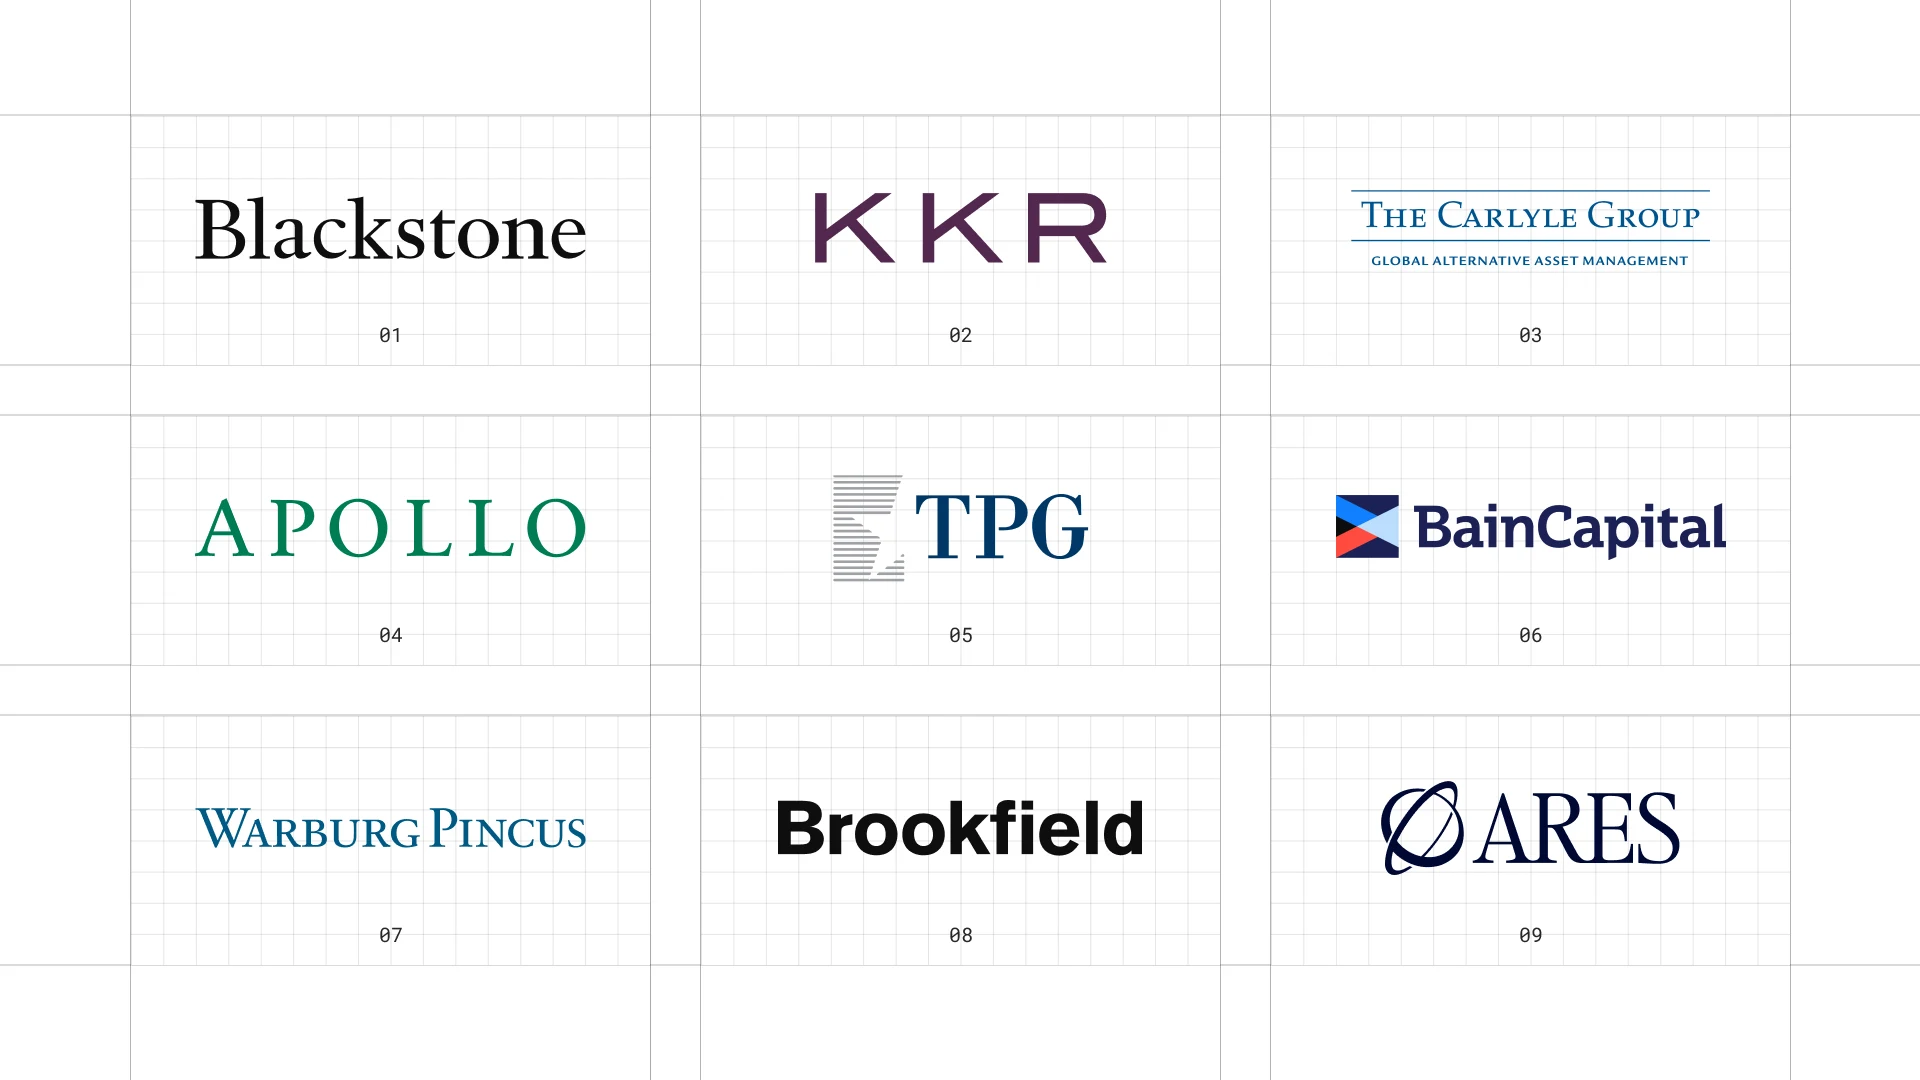 Blackstone
01
KKR
02
THE CARLYLE GROUP
GLOBAL ALTERNATIVE ASSET MANAGEMENT
03
APOLLO
04
TPG
05
BainCapital
06
WARBURG PINCUS
07
Brookfield
08
ARES
09